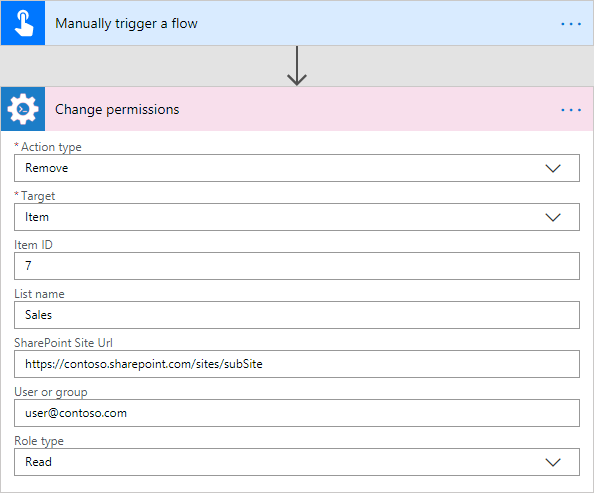 Manually trigger a flow
Change permissions
* Action type
Remove
* Target
Item
Item ID
7
List name
Sales
SharePoint Site Url
https://contoso.sharepoint.com/sites/subSite
User or group
user@contoso.com
Role type
Read